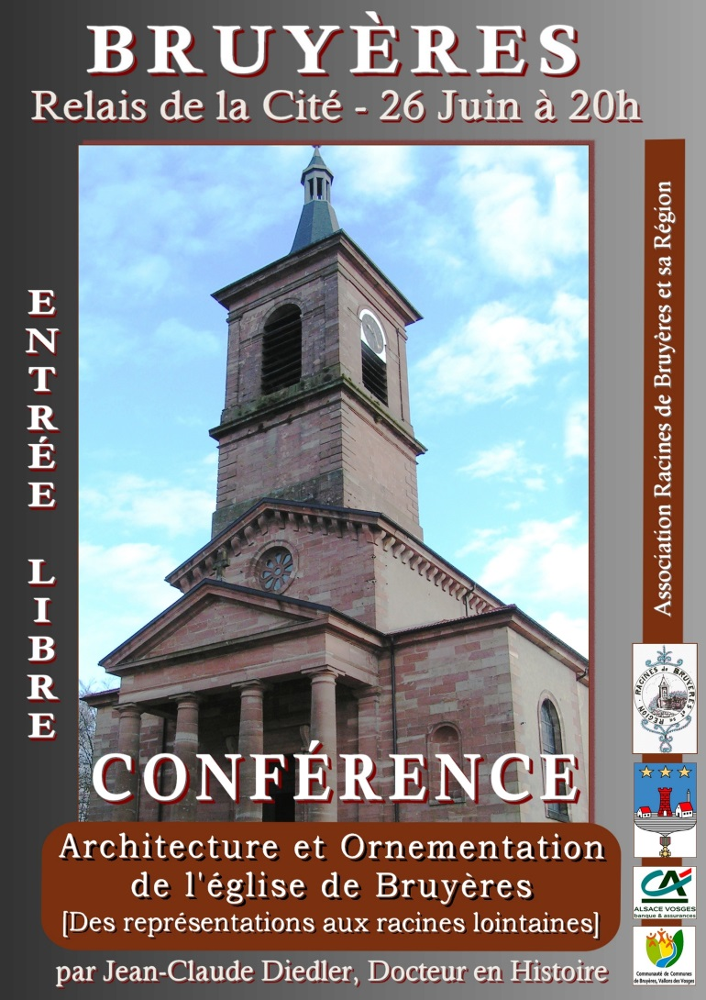 BRUYÈRES
Relais de la Cité - 26 Juin à 20h
ENTRÉE LIBRE
Association Racines de Bruyères et sa Région
RACINES de BRUYERES et sa REGION
CONFÉRENCE
Architecture et Ornementation
de l'église de Bruyères
[Des représentations aux racines lointaines]
par Jean-Claude Diedler, Docteur en Histoire
CA
ALSACE VOSGES
banque & assurances
Communauté de Communes
de Bruyères, Vallons des Vosges